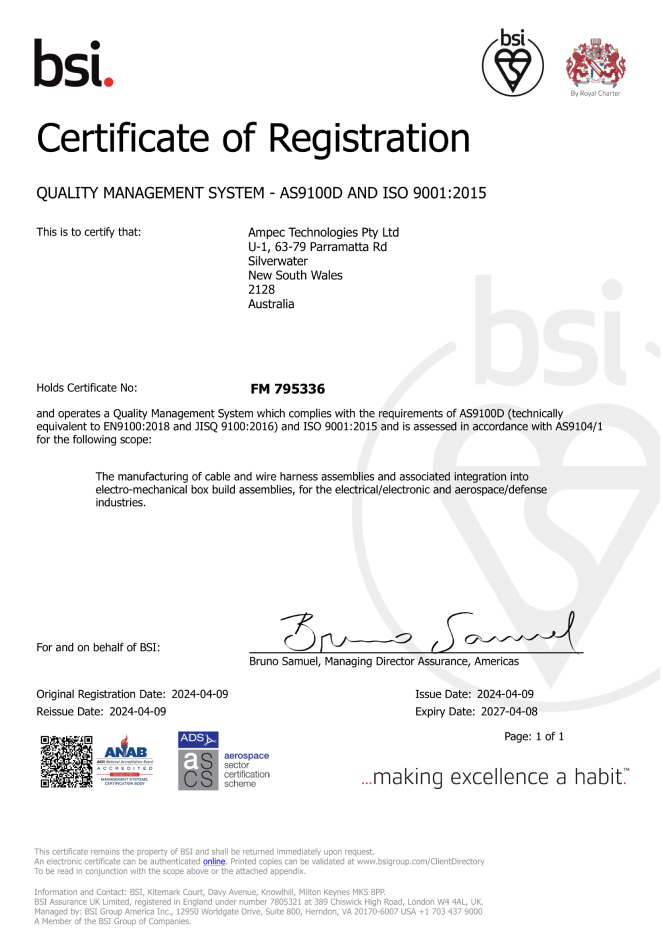 bsi.
bsi
By Royal Charter
Certificate of Registration
QUALITY MANAGEMENT SYSTEM - AS9100D AND ISO 9001:2015
This is to certify that:
Ampec Technologies Pty Ltd
U-1, 63-79 Parramatta Rd
Silverwater
New South Wales
2128
Australia
bsi
Holds Certificate No:
FM 795336
and operates a Quality Management System which complies with the requirements of AS9100D (technically
equivalent to EN9100:2018 and JISQ 9100:2016) and ISO 9001:2015 and is assessed in accordance with AS9104/1
for the following scope:
The manufacturing of cable and wire harness assemblies and associated integration into
electro-mechanical box build assemblies, for the electrical/electronic and aerospace/defense
industries.
Bruno Samuel
For and on behalf of BSI:
Bruno Samuel, Managing Director Assurance, Americas
Original Registration Date: 2024-04-09
Issue Date: 2024-04-09
Reissue Date: 2024-04-09
Expiry Date: 2027-04-08
Page: 1 of 1
ANAB
ANSI National Accreditation Board
ACCREDITED
MANAGEMENT SYSTEMS
CERTIFICATION BODY
ADS
as
CS
aerospace
sector
certification
scheme
...making excellence a habit.™
This certificate remains the property of BSI and shall be returned immediately upon request.
An electronic certificate can be authenticated online. Printed copies can be validated at www.bsigroup.com/ClientDirectory
To be read in conjunction with the scope above or the attached appendix.
Information and Contact: BSI, Kitemark Court, Davy Avenue, Knowlhill, Milton Keynes MK5 8PP.
BSI Assurance UK Limited, registered in England under number 7805321 at 389 Chiswick High Road, London W4 4AL, UK.
Managed by: BSI Group America Inc., 12950 Worldgate Drive, Suite 800, Herndon, VA 20170-6007 USA +1 703 437 9000
A Member of the BSI Group of Companies.